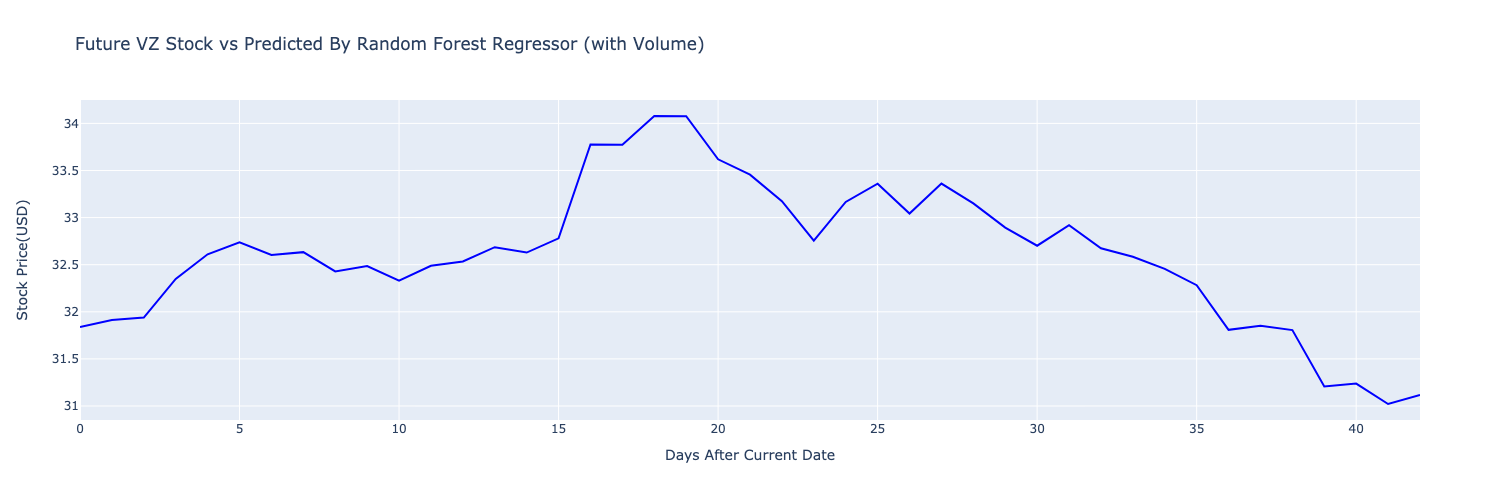 Future VZ Stock vs Predicted By Random Forest Regressor (with Volume)
Stock Price(USD)
34
33.5
33
32.5
32
31.5
31
0 5 10 15 20 25 30 35 40
Days After Current Date